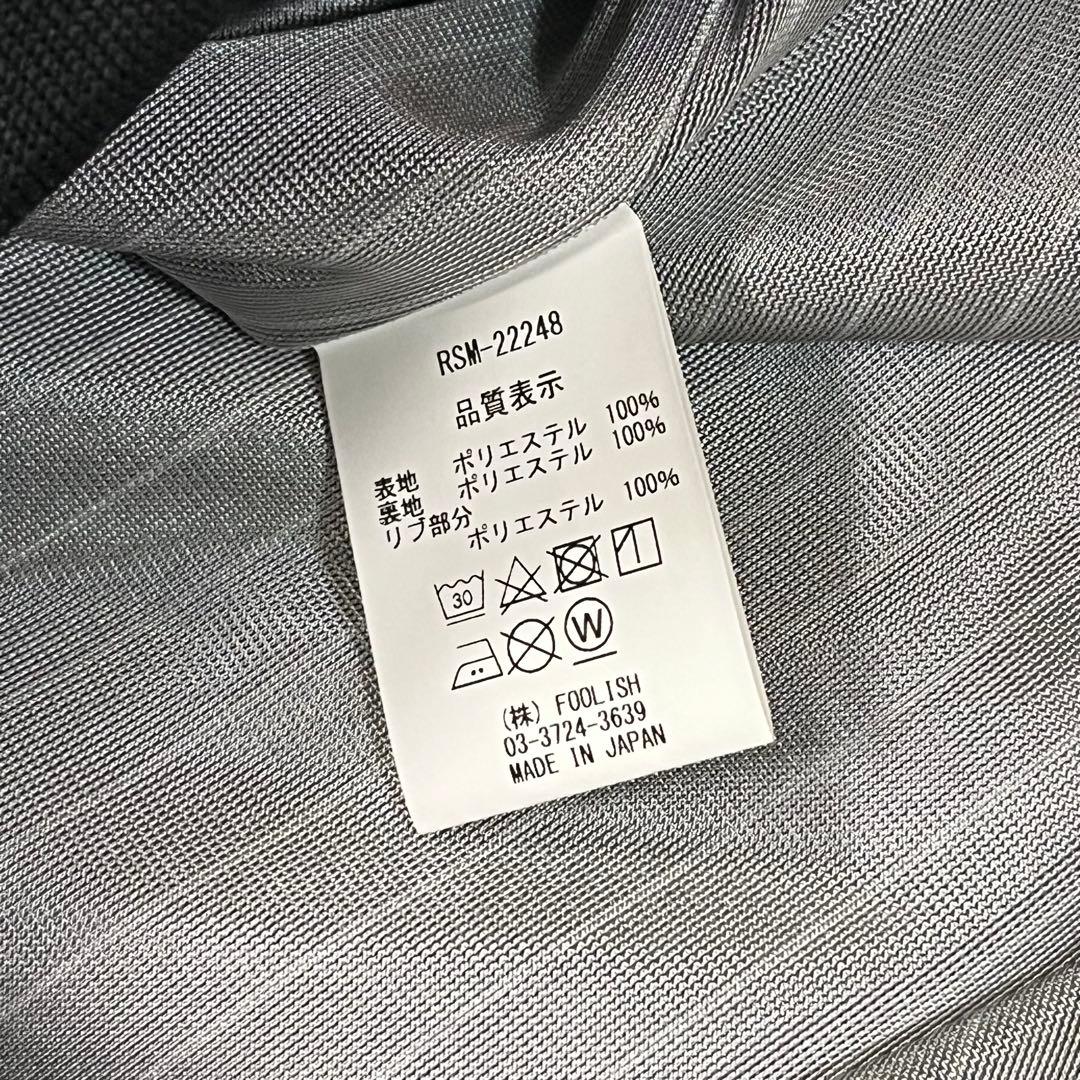 RSM-22248
品質表示
表地 ポリエステル 100%
裏地 ポリエステル 100%
リブ部分
ポリエステル 100%
30
W
(株) FOOLISH
03-3724-3639
MADE IN JAPAN